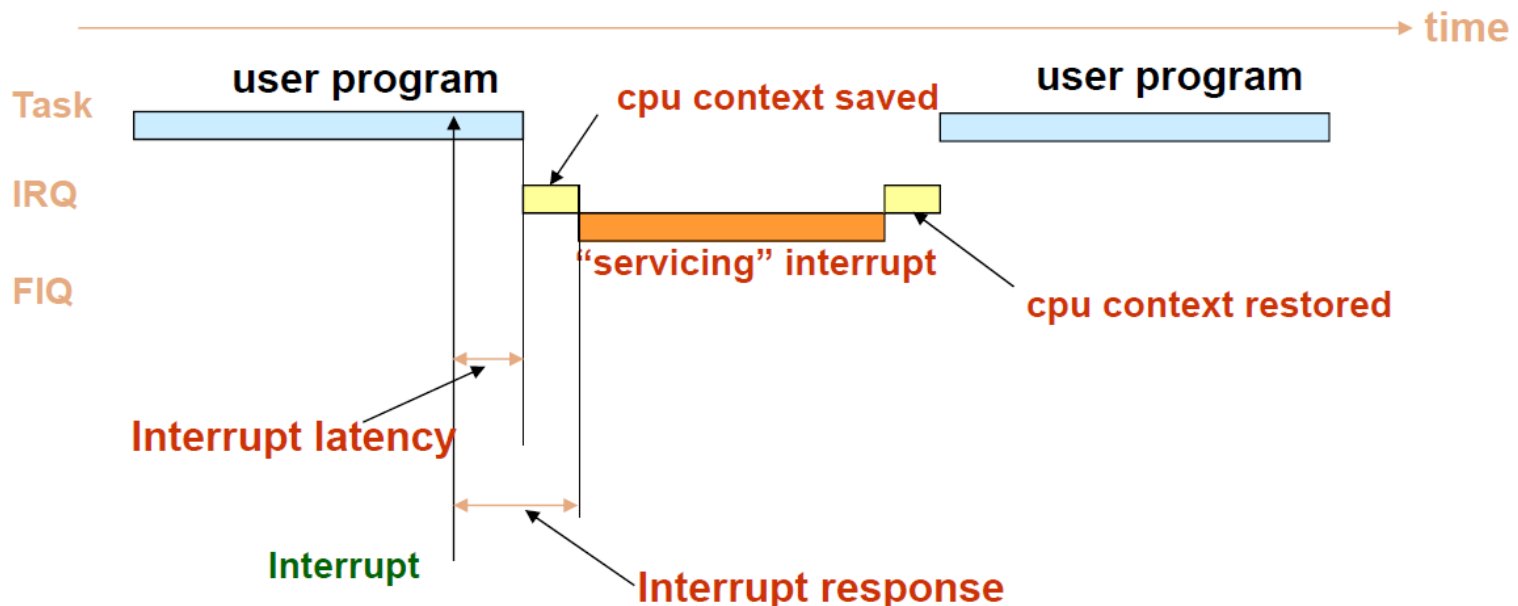 time
user program
user program
Task
cpu context saved
IRQ
“servicing” interrupt
FIQ
cpu context restored
Interrupt latency
Interrupt
Interrupt response